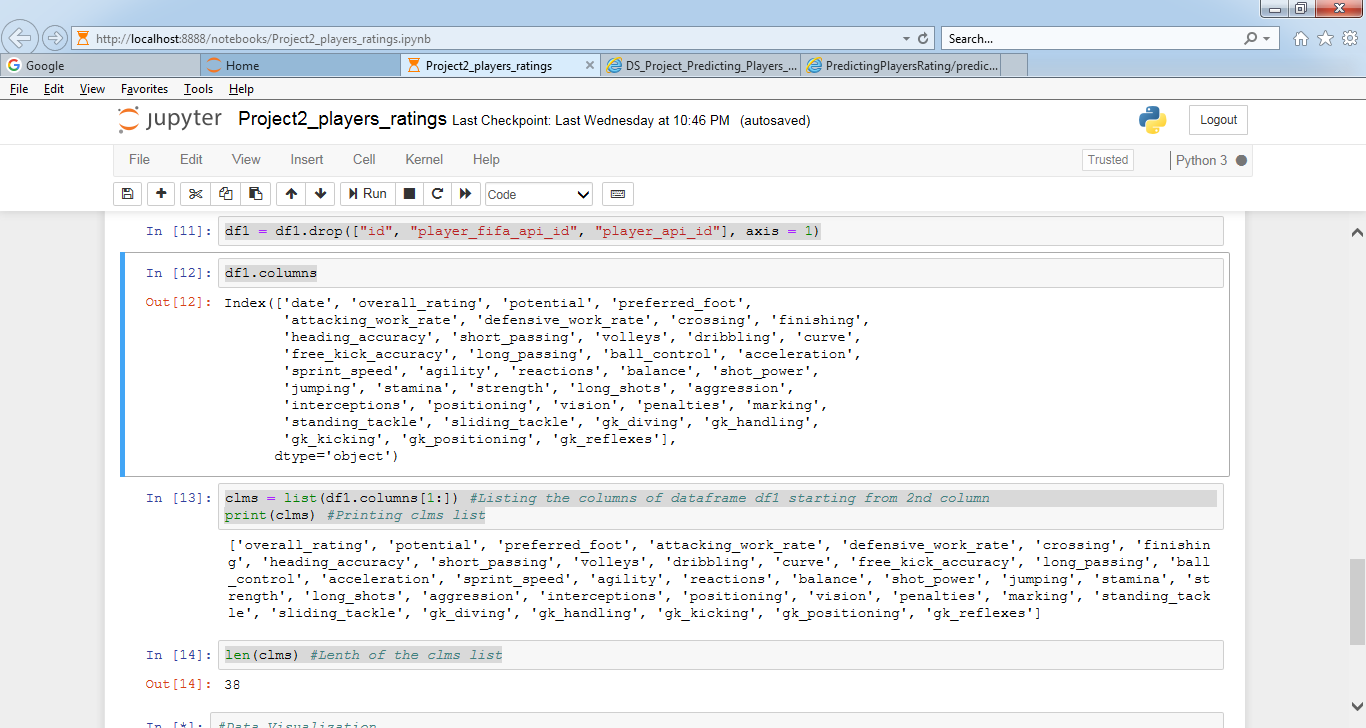 http://localhost:8888/notebooks/Project2_players_ratings.ipynb
Search...
Google
Home
Project2_players_ratings
DS_Project_Predicting_Players_...
PredictingPlayersRating/predic...
File Edit View Favorites Tools Help
jupyter Project2_players_ratings Last Checkpoint: Last Wednesday at 10:46 PM (autosaved)
Logout
File Edit View Insert Cell Kernel Help
Trusted
Python 3
Run
Code
In [11]: df1 = df1.drop(["id", "player_fifa_api_id", "player_api_id"], axis = 1)
In [12]: df1.columns
Out[12]: Index(['date', 'overall_rating', 'potential', 'preferred_foot',
'attacking_work_rate', 'defensive_work_rate', 'crossing', 'finishing',
'heading_accuracy', 'short_passing', 'volleys', 'dribbling', 'curve',
'free_kick_accuracy', 'long_passing', 'ball_control', 'acceleration',
'sprint_speed', 'agility', 'reactions', 'balance', 'shot_power',
'jumping', 'stamina', 'strength', 'long_shots', 'aggression',
'interceptions', 'positioning', 'vision', 'penalties', 'marking',
'standing_tackle', 'sliding_tackle', 'gk_diving', 'gk_handling',
'gk_kicking', 'gk_positioning', 'gk_reflexes'],
dtype='object')
In [13]: clms = list(df1.columns[1:]) #Listing the columns of dataframe df1 starting from 2nd column
print(clms) #Printing clms list
['overall_rating', 'potential', 'preferred_foot', 'attacking_work_rate', 'defensive_work_rate', 'crossing', 'finishin
g', 'heading_accuracy', 'short_passing', 'volleys', 'dribbling', 'curve', 'free_kick_accuracy', 'long_passing', 'ball
_control', 'acceleration', 'sprint_speed', 'agility', 'reactions', 'balance', 'shot_power', 'jumping', 'stamina', 'st
rength', 'long_shots', 'aggression', 'interceptions', 'positioning', 'vision', 'penalties', 'marking', 'standing_tack
le', 'sliding_tackle', 'gk_diving', 'gk_handling', 'gk_kicking', 'gk_positioning', 'gk_reflexes']
In [14]: len(clms) #Lenth of the clms list
Out[14]: 38
In [*]: #Data Visualization